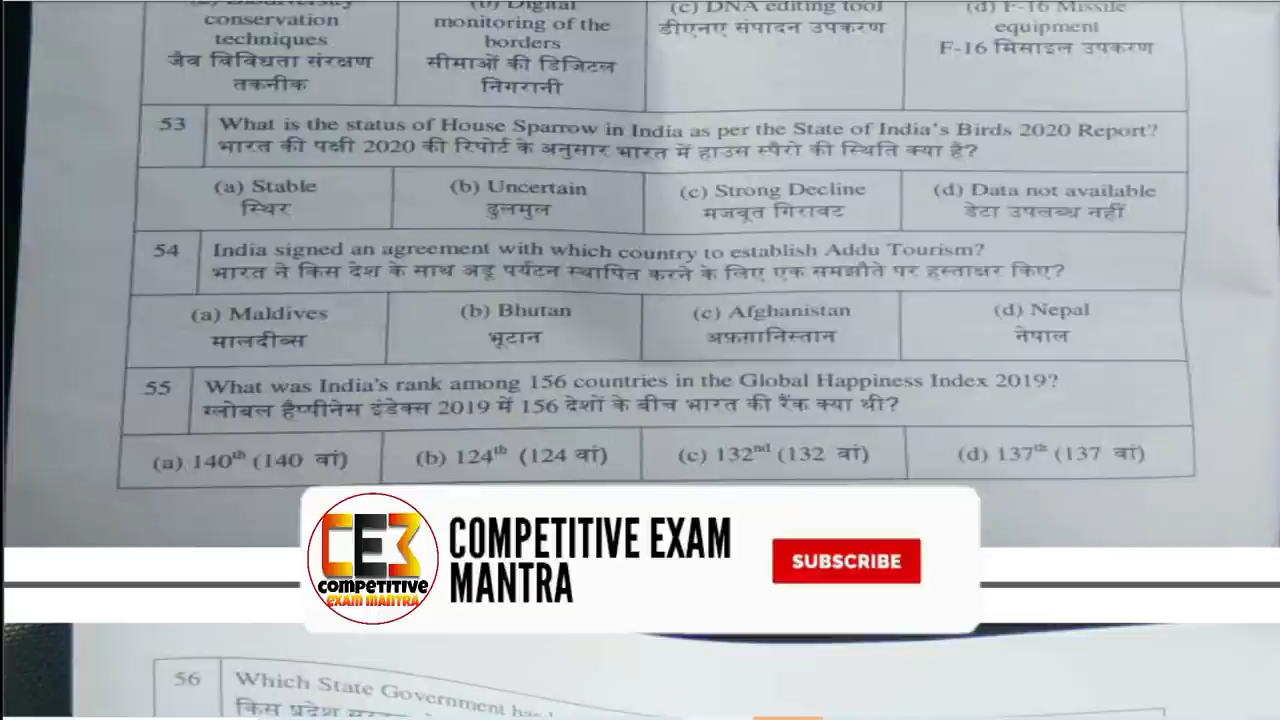 conservation
techniques
जैव विविधता संरक्षण
तकनीक
(b) Digital
monitoring of the
borders
सीमाओं की डिजिटल
निगरानी
(c) DNA editing tool
डीएनए संपादन उपकरण
(d) F-16 Missile
equipment
F-16 मिसाइल उपकरण
53 What is the status of House Sparrow in India as per the State of India's Birds 2020 Report?
भारत की पक्षी 2020 की रिपोर्ट के अनुसार भारत में हाउस स्पैरो की स्थिति क्या है?
(a) Stable
स्थिर
(b) Uncertain
ढुलमुल
(c) Strong Decline
मजबूत गिरावट
(d) Data not available
डेटा उपलब्ध नहीं
54 India signed an agreement with which country to establish Addu Tourism?
भारत ने किस देश के साथ अडू पर्यटन स्थापित करने के लिए एक समझौते पर हस्ताक्षर किए?
(a) Maldives
मालदीव्स
(b) Bhutan
भूटान
(c) Afghanistan
अफ़ग़ानिस्तान
(d) Nepal
नेपाल
55 What was India's rank among 156 countries in the Global Happiness Index 2019?
ग्लोबल हैप्पीनेस इंडेक्स 2019 में 156 देशों के बीच भारत की रैंक क्या थी?
(a) 140th (140 वां)
(b) 124th (124 वां)
(c) 132nd (132 वां)
(d) 137th (137 वां)
CE3
competitive
EXAM MANTRA
COMPETITIVE EXAM
MANTRA
SUBSCRIBE
56 Which State Government
किस प्रदेश